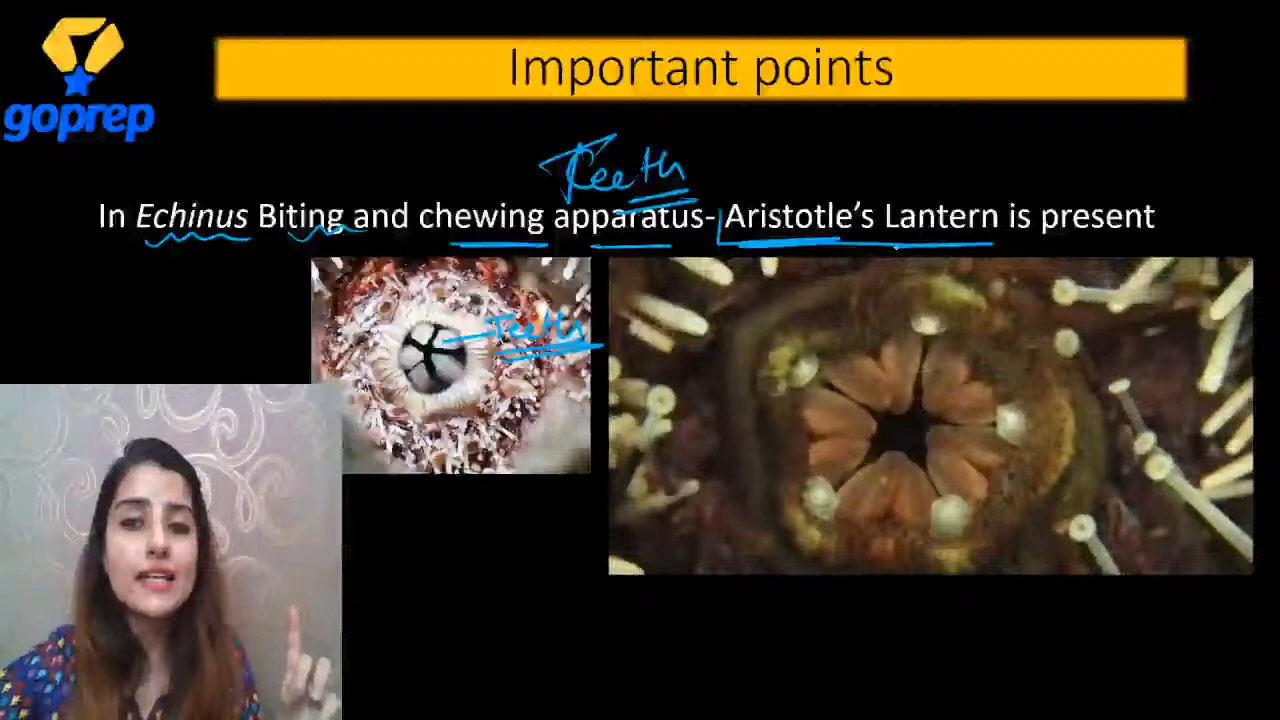 Important points
goprep
Teeth
In Echinus Biting and chewing apparatus- Aristotle's Lantern is present
Teeth